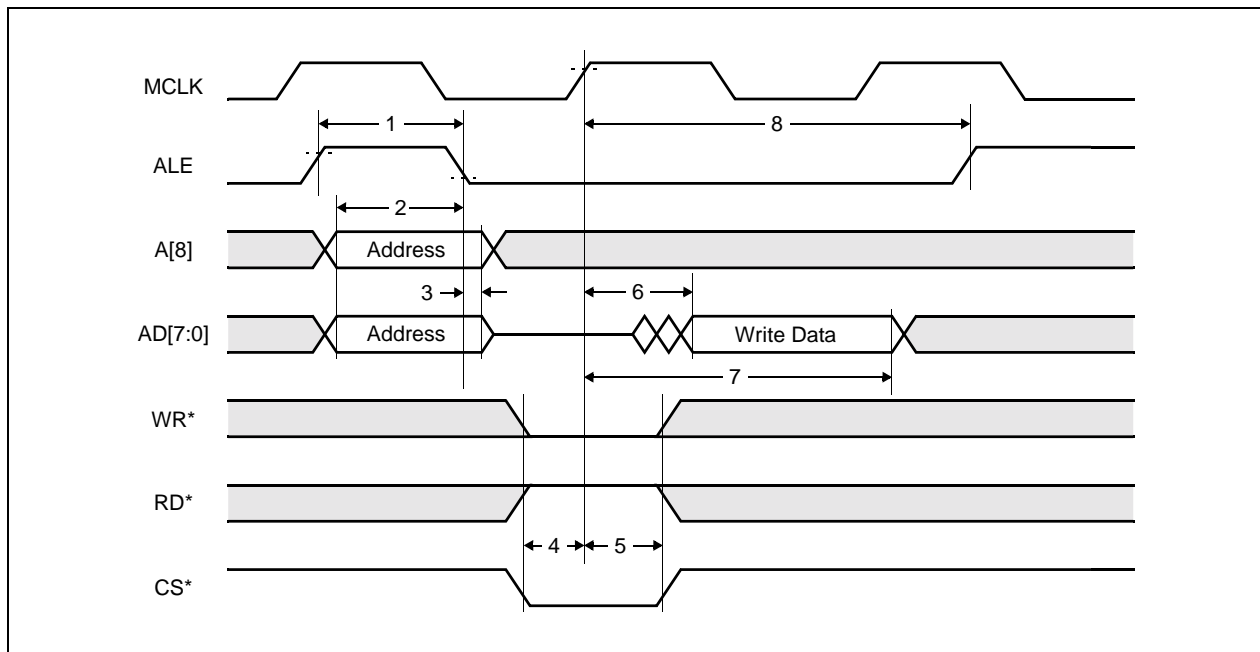 MCLK
1
8
ALE
2
A[8]
Address
3
6
AD[7:0]
Address
Write Data
7
WR*
RD*
4
5
CS*